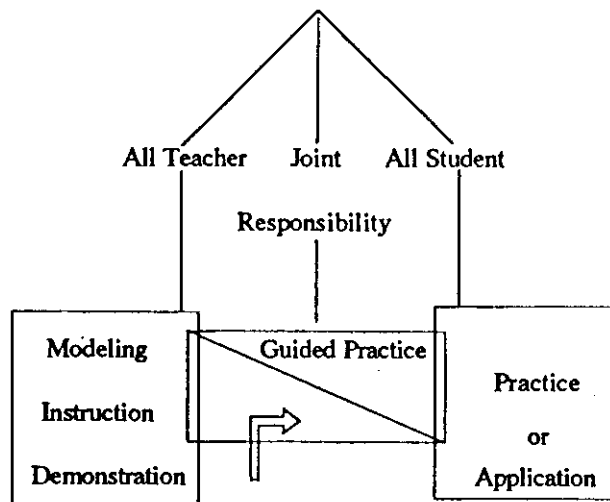 All Teacher Joint All Student
Responsibility
Modeling
Instruction
Demonstration
Guided Practice
Practice
or
Application